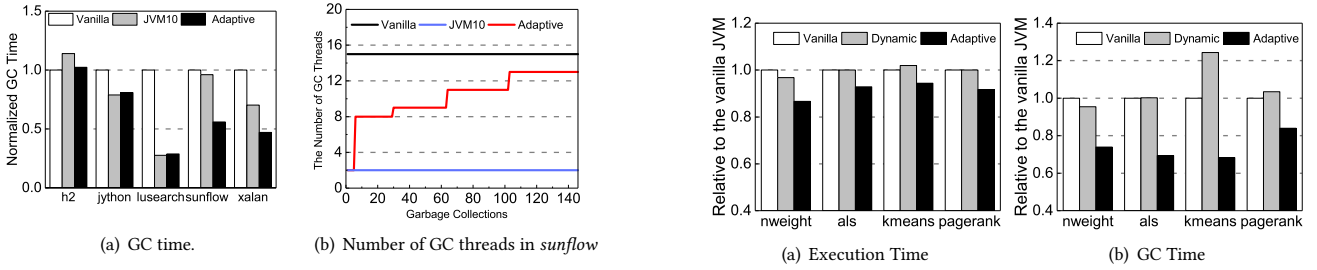 Normalized GC Time
1.5
1.0
0.5
0.0
Vanilla JVM10 Adaptive
h2 jython lusearch sunflow xalan
(a) GC time.
The Number of GC Threads
20
16
12
8
4
0
Vanilla JVM10 Adaptive
0 20 40 60 80 100 120 140
Garbage Collections
(b) Number of GC threads in sunflow
Relative to the vanilla JVM
1.2
1.0
0.8
0.6
0.4
Vanilla Dynamic Adaptive
nweight als kmeans pagerank
(a) Execution Time
Relative to the vanilla JVM
1.4
1.2
1.0
0.8
0.6
0.4
Vanilla Dynamic Adaptive
nweight als kmeans pagerank
(b) GC Time